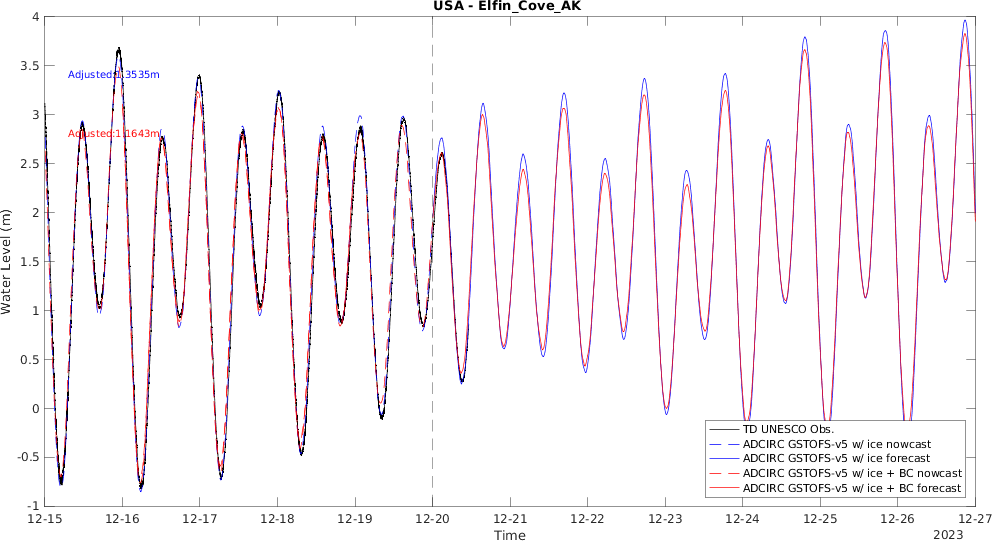 USA - Elfin_Cove_AK
4
3.5
3
2.5
2
1.5
1
0.5
0
-0.5
-1
Water Level (m)
Adjusted:1.3535m
Adjusted:1.1643m
TD UNESCO Obs.
ADCIRC GSTOFS-v5 w/ ice nowcast
ADCIRC GSTOFS-v5 w/ ice forecast
ADCIRC GSTOFS-v5 w/ ice + BC nowcast
ADCIRC GSTOFS-v5 w/ ice + BC forecast
12-15 12-16 12-17 12-18 12-19 12-20 12-21 12-22 12-23 12-24 12-25 12-26 12-27
Time
2023